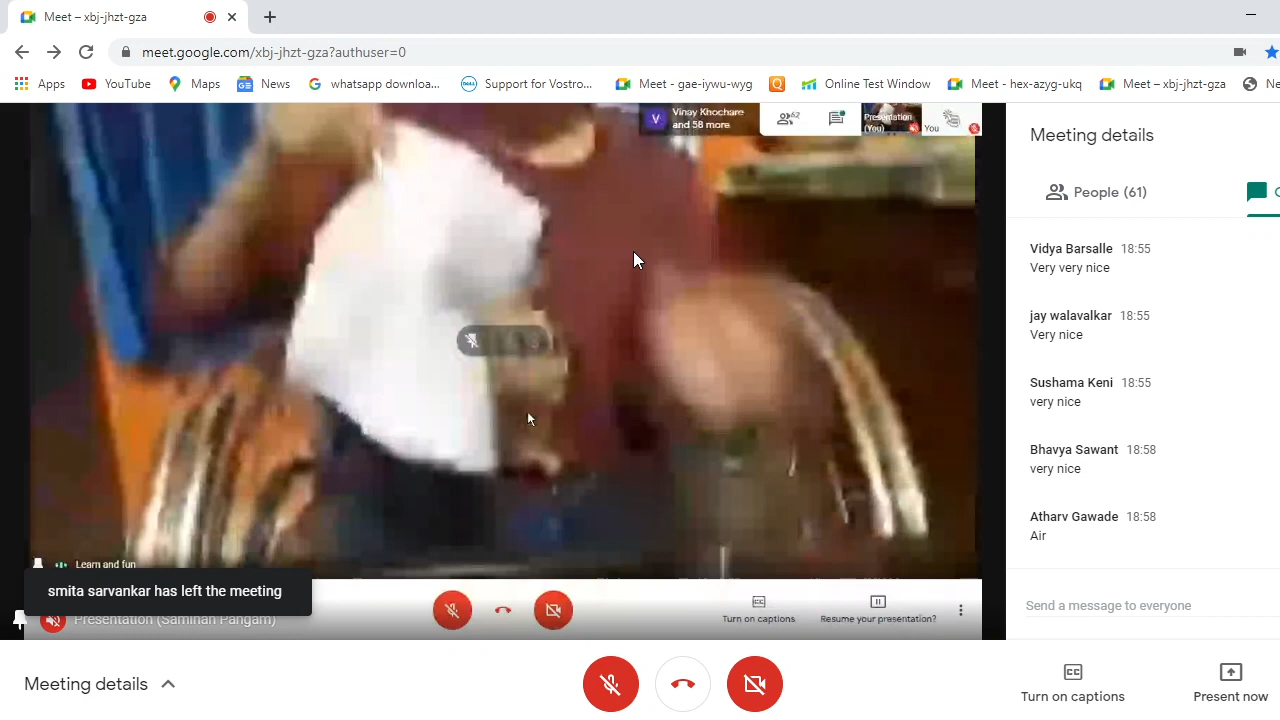 Meet – xbj-jhzt-gza
meet.google.com/xbj-jhzt-gza?authuser=0
Apps YouTube Maps News whatsapp downloa... Support for Vostro... Meet - gae-iywu-wyg Online Test Window Meet - hex-azyg-ukq Meet – xbj-jhzt-gza Ne
V Vinay Khochare and 58 more 62 Presentation (You) You
Meeting details
People (61)
Vidya Barsalle 18:55
Very very nice
jay walavalkar 18:55
Very nice
Sushama Keni 18:55
very nice
Bhavya Sawant 18:58
very nice
Atharv Gawade 18:58
Air
Learn and fun
smita sarvankar has left the meeting
Send a message to everyone
Presentation (Saminan Pangam)
Turn on captions Resume your presentation?
Meeting details
Turn on captions Present now